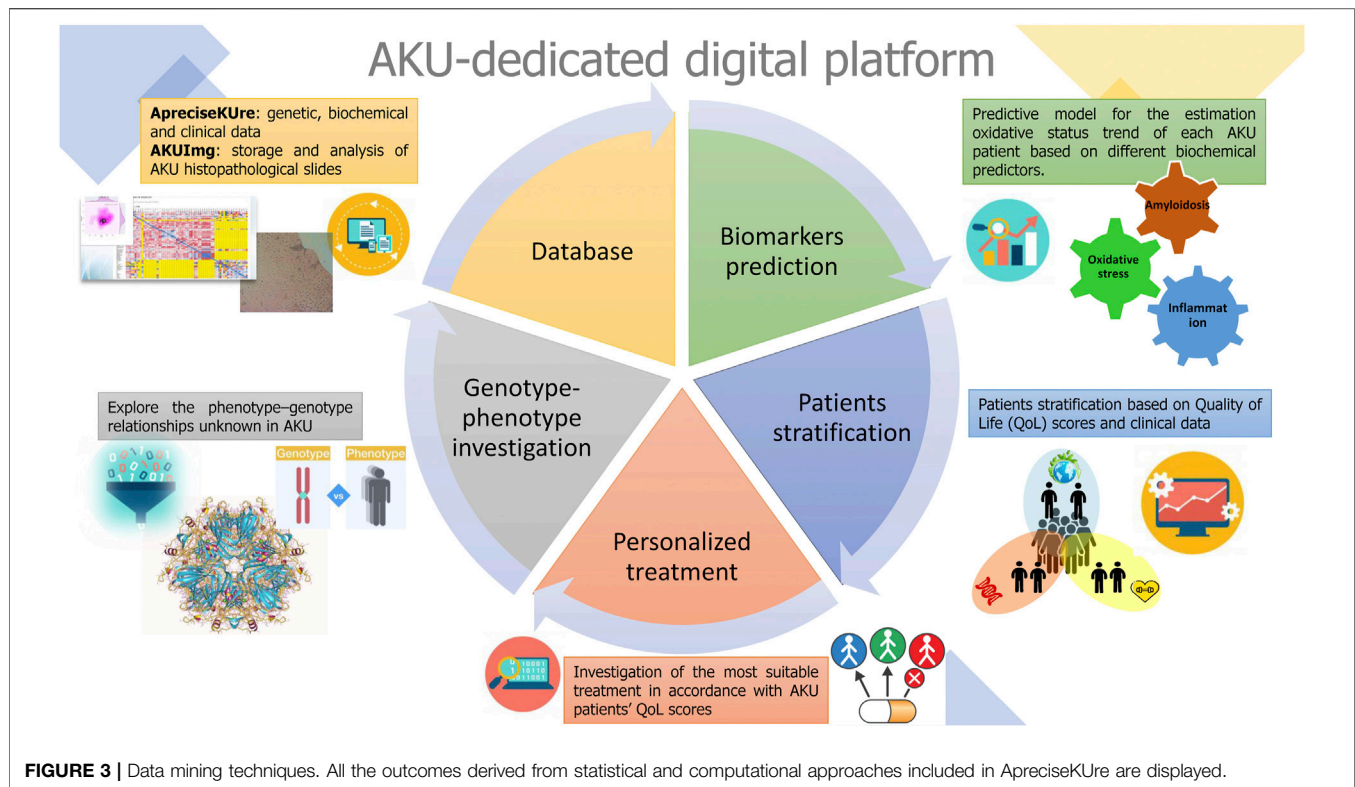 AKU-dedicated digital platform
ApreciseKUre: genetic, biochemical
and clinical data
AKUImg: storage and analysis of
AKU histopathological slides
Predictive model for the estimation
oxidative status trend of each AKU
patient based on different biochemical
predictors.
Amyloidosis
Oxidative
stress
Inflammat
ion
Database
Biomarkers
prediction
Genotype-
phenotype
investigation
Patients
stratification
Personalized
treatment
Explore the phenotype–genotype
relationships unknown in AKU
Genotype
Phenotype
vs
Patients stratification based on Quality of
Life (QoL) scores and clinical data
Investigation of the most suitable
treatment in accordance with AKU
patients' QoL scores
FIGURE 3 | Data mining techniques. All the outcomes derived from statistical and computational approaches included in ApreciseKUre are displayed.